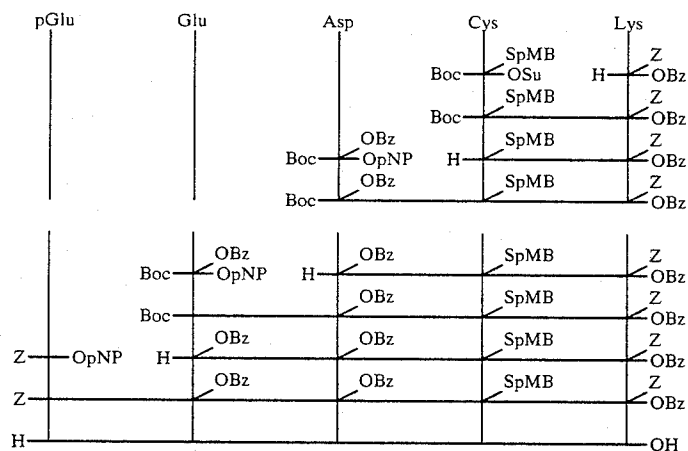 pGlu Glu Asp Cys Lys
SpMB Z
Boc OSu H OBz
SpMB Z
Boc OBz
OBz SpMB Z
Boc OpNP H OBz
OBz SpMB Z
Boc OBz
OBz OBz SpMB Z
Boc OpNP H OBz
OBz SpMB Z
Boc OBz
OBz OBz SpMB Z
Z OpNP H OBz
OBz OBz SpMB Z
Z OBz
H OH